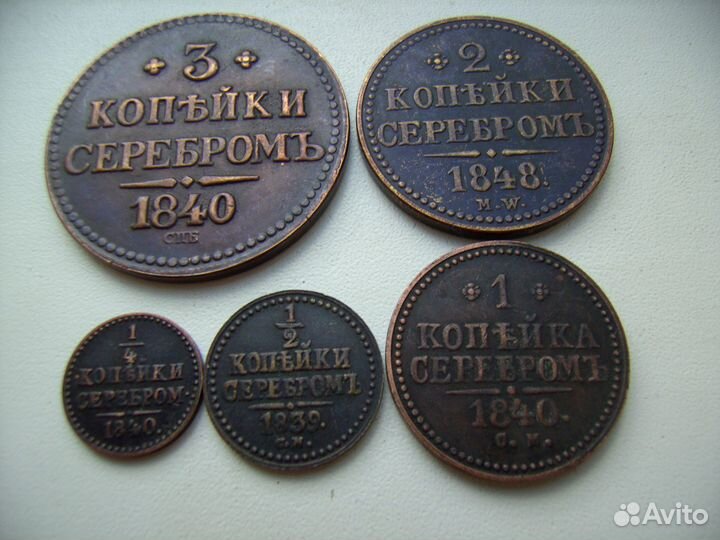 3
КОПѢЙКИ
СЕРЕБРОМЪ
1840
СПБ
2
КОПѢЙКИ
СЕРЕБРОМЪ
1848.
M.W.
1
4
КОПѢЙКИ
СЕРЕБРОМ
1840.
1
2
КОПѢЙКИ
СЕРЕБРОМЪ
1839.
С.М.
1
КОПѢЙКА
СЕРЕБРОМЪ
1840.
С.М.
Avito